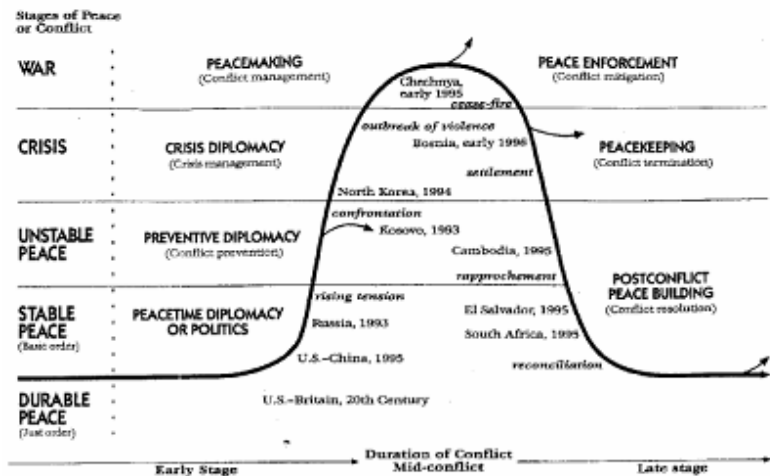 Stages of Peace
or Conflict
WAR
PEACEMAKING
(Conflict management)
Chechnya,
early 1995
PEACE ENFORCEMENT
(Conflict mitigation)
cease-fire
outbreak of violence
CRISIS
CRISIS DIPLOMACY
(Crisis management)
Bosnia, early 1996
PEACEKEEPING
(Conflict termination)
settlement
North Korea, 1994
confrontation
UNSTABLE
PEACE
PREVENTIVE DIPLOMACY
(Conflict prevention)
Kosovo, 1993
Cambodia, 1995
rapprochement
POSTCONFLICT
PEACE BUILDING
(Conflict resolution)
rising tension
STABLE
PEACE
(Basic order)
PEACETIME DIPLOMACY
OR POLITICS
Russia, 1993
El Salvador, 1995
South Africa, 1995
U.S.–China, 1995
reconciliation
DURABLE
PEACE
(Just order)
U.S.–Britain, 20th Century
Duration of Conflict
Early Stage
Mid-conflict
Late stage